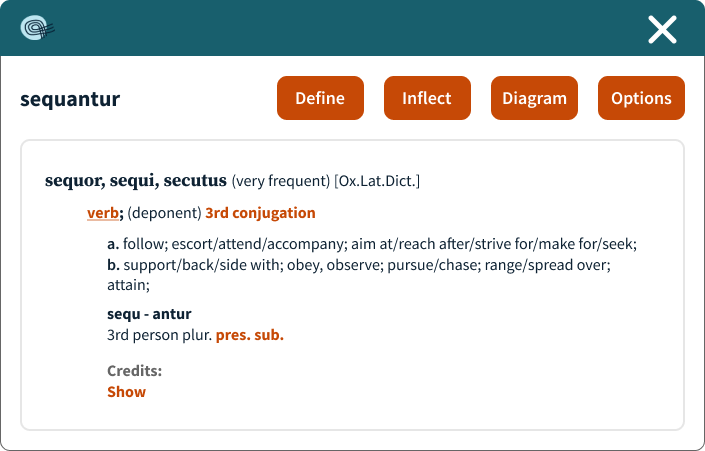 sequantur
Define
Inflect
Diagram
Options
sequor, sequi, secutus (very frequent) [Ox.Lat.Dict.]
verb; (deponent) 3rd conjugation
a. follow; escort/attend/accompany; aim at/reach after/strive for/make for/seek;
b. support/back/side with; obey, observe; pursue/chase; range/spread over;
attain;
sequ - antur
3rd person plur. pres. sub.
Credits:
Show